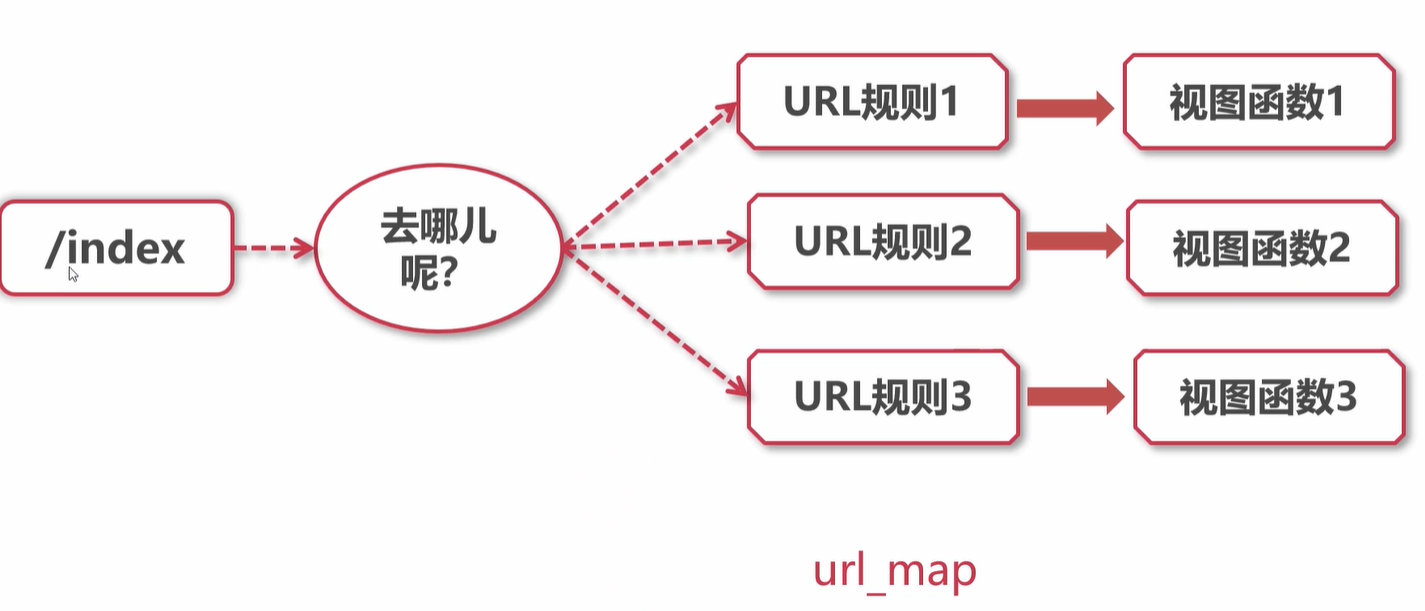 /index
去哪儿
呢?
URL规则1
视图函数1
URL规则2
视图函数2
URL规则3
视图函数3
url_map